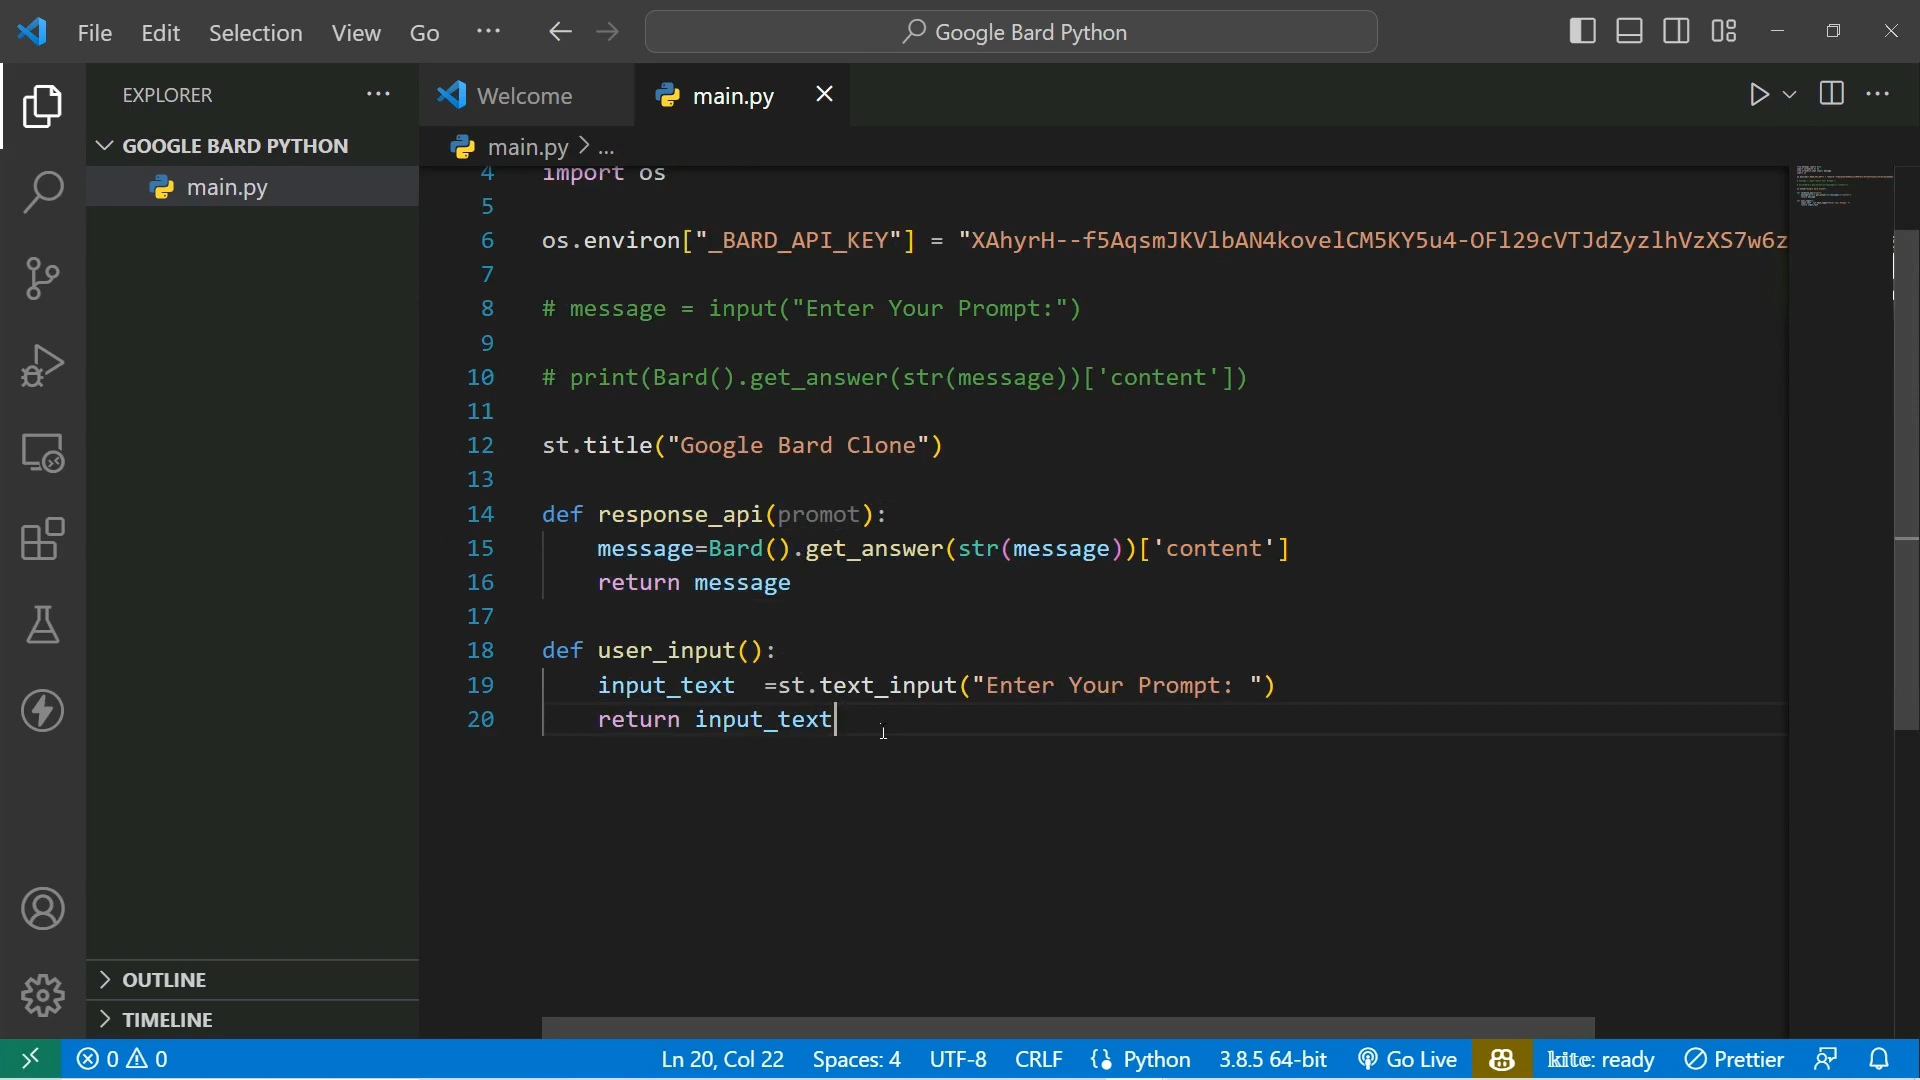 File Edit Selection View Go ··· Google Bard Python
EXPLORER ···
GOOGLE BARD PYTHON
main.py
OUTLINE
TIMELINE
Welcome main.py
main.py > ...
4 import os
5
6 os.environ["_BARD_API_KEY"] = "XAhyrH--f5AqsmJKVlbAN4kovelCM5KY5u4-OFl29cVTJdZyzlhVzXS7w6z
7
8 # message = input("Enter Your Prompt:")
9
10 # print(Bard().get_answer(str(message))['content'])
11
12 st.title("Google Bard Clone")
13
14 def response_api(promot):
15 message=Bard().get_answer(str(message))['content']
16 return message
17
18 def user_input():
19 input_text =st.text_input("Enter Your Prompt: ")
20 return input_text
0 0 Ln 20, Col 22 Spaces: 4 UTF-8 CRLF {} Python 3.8.5 64-bit Go Live kite: ready Prettier